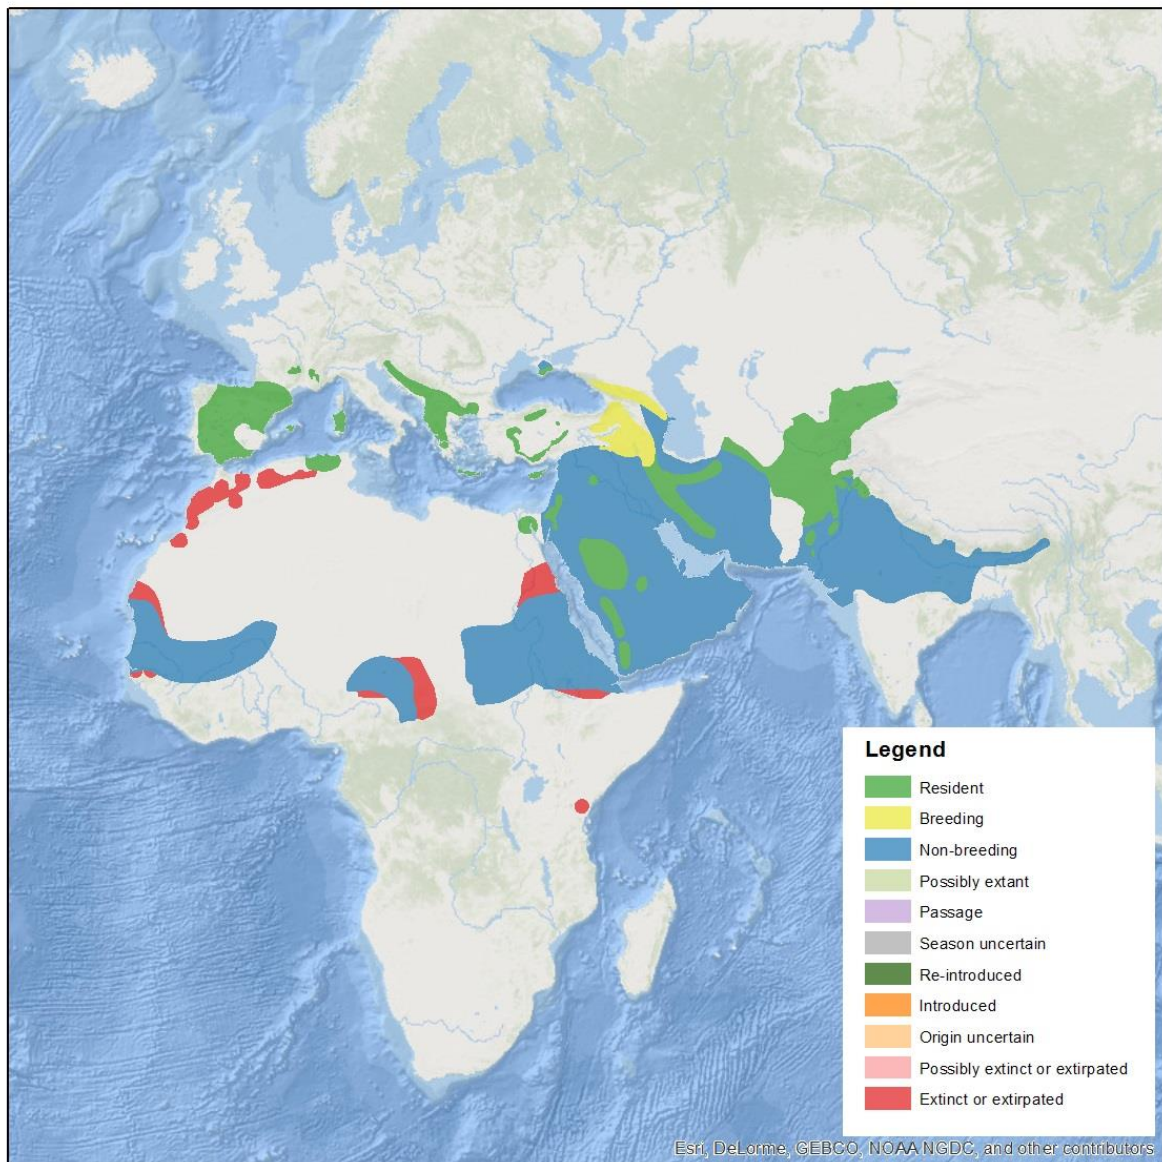 Legend
Resident
Breeding
Non-breeding
Possibly extant
Passage
Season uncertain
Re-introduced
Introduced
Origin uncertain
Possibly extinct or extirpated
Extinct or extirpated
Esri, DeLorme, GEBCO, NOAA NGDC, and other contributors